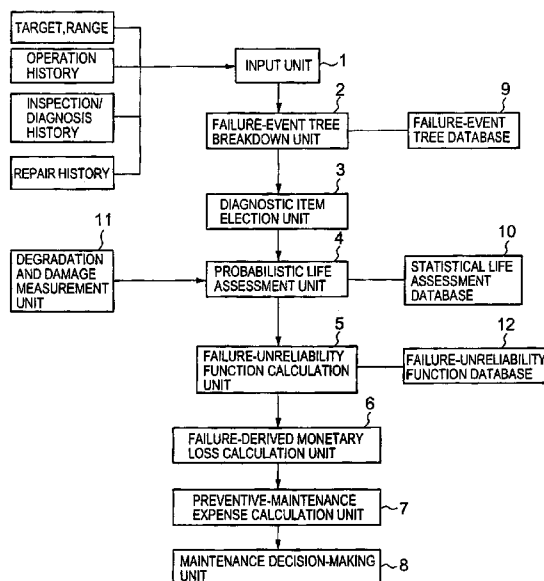 TARGET,RANGE
OPERATION
HISTORY
INSPECTION/
DIAGNOSIS
HISTORY
REPAIR HISTORY
INPUT UNIT
1
2
FAILURE-EVENT TREE
BREAKDOWN UNIT
9
FAILURE-EVENT
TREE DATABASE
3
DIAGNOSTIC ITEM
ELECTION UNIT
11
DEGRADATION
AND DAMAGE
MEASUREMENT
UNIT
4
PROBABILISTIC LIFE
ASSESSMENT UNIT
10
STATISTICAL LIFE
ASSESSMENT
DATABASE
5
FAILURE-UNRELIABILITY
FUNCTION CALCULATION
UNIT
12
FAILURE-UNRELIABILITY
FUNCTION DATABASE
6
FAILURE-DERIVED MONETARY
LOSS CALCULATION UNIT
PREVENTIVE-MAINTENANCE
EXPENSE CALCULATION UNIT
7
MAINTENANCE DECISION-MAKING
UNIT
8